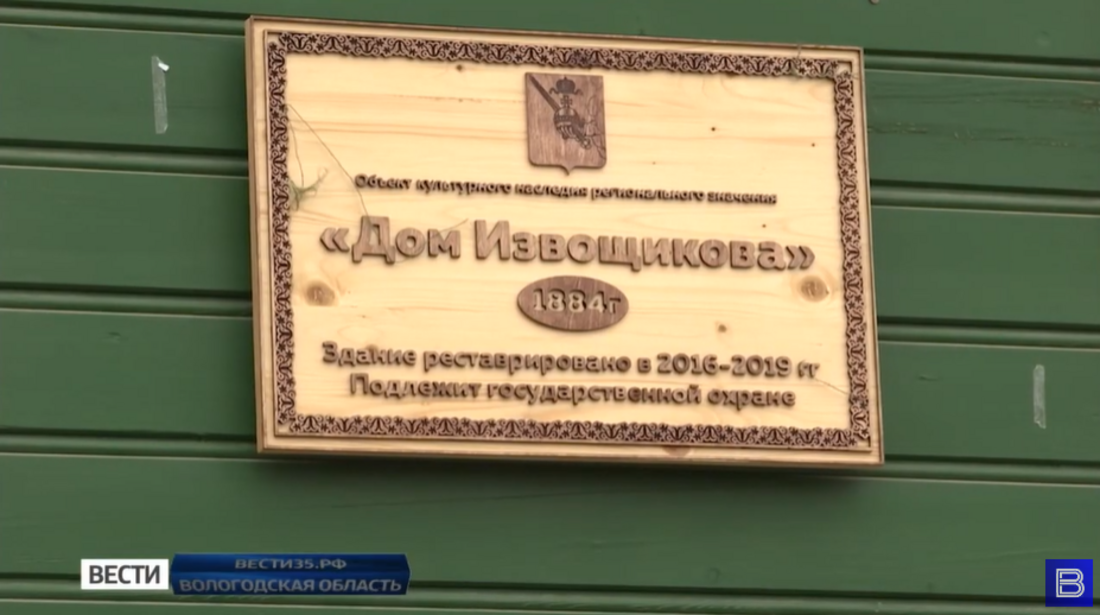 Объект культурного наследия регионального значения
«Дом Извощикова»
1884г
Здание реставрировано в 2016-2019 гг
Подлежит государственной охране
ВЕСТИ
ВЕСТИ35.РФ
ВОЛОГОДСКАЯ ОБЛАСТЬ
В